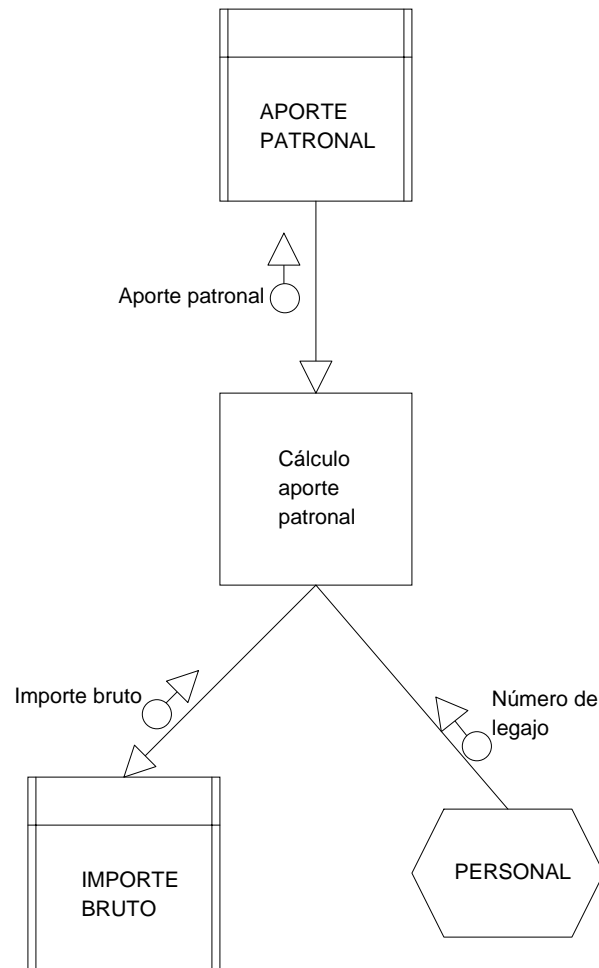 APORTE
PATRONAL
Aporte patronal
Cálculo
aporte
patronal
Importe bruto
Número de
legajo
IMPORTE
BRUTO
PERSONAL